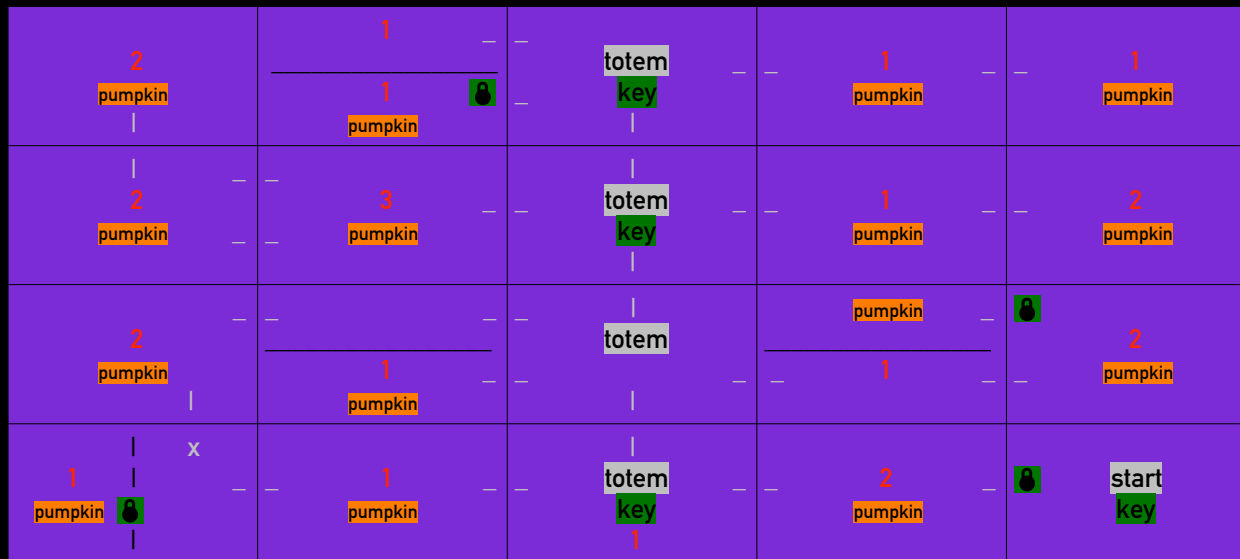 2
pumpkin
|
1
_ _
1
pumpkin
_
totem
key
|
_ _
1
pumpkin
_
1
pumpkin
|
2
pumpkin
_ _
_ _
3
pumpkin
_ _
|
totem
key
|
_ _
1
pumpkin
_
2
pumpkin
2
pumpkin
|
_ _
_ _
1
pumpkin
_ _
|
totem
|
pumpkin
_
_ _
1
_
2
pumpkin
|
|
|
x
1
pumpkin
_ _
1
pumpkin
|
totem
key
1
2
pumpkin
start
key